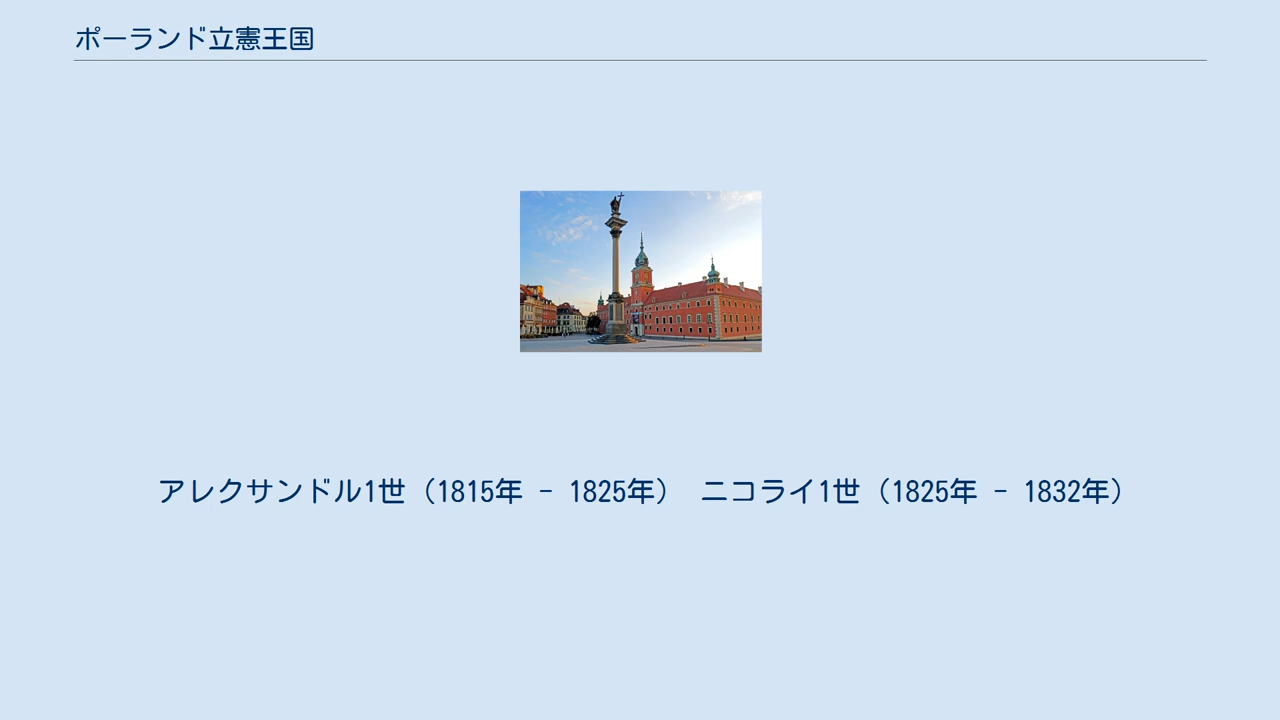 ポーランド立憲王国
アレクサンドル1世（1815年 - 1825年）　ニコライ1世（1825年 - 1832年）